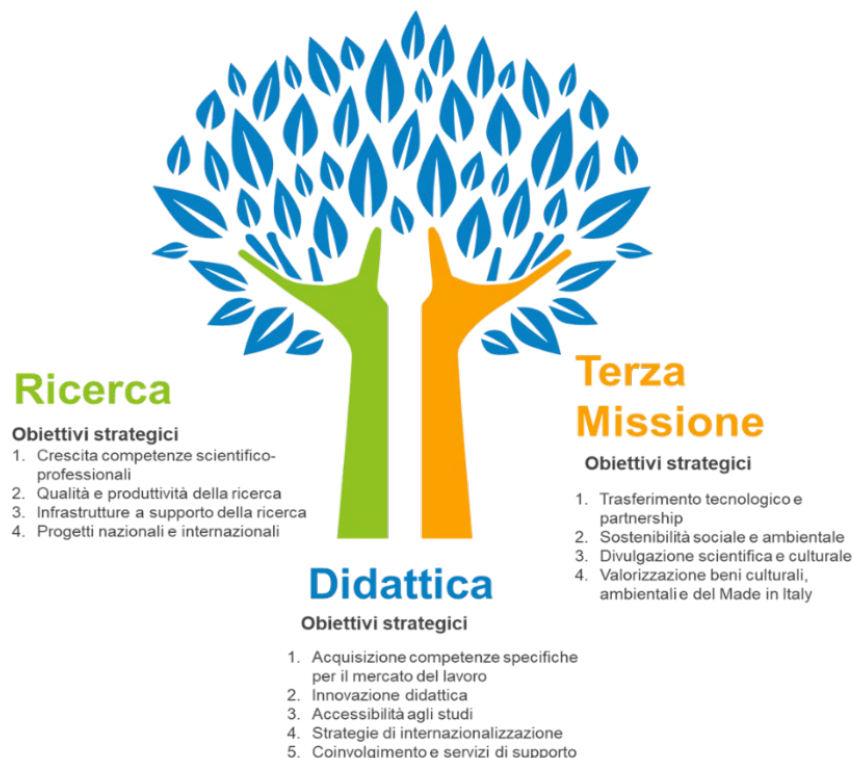 Ricerca
Obiettivi strategici
1. Crescita competenze scientifico-
professionali
2. Qualità e produttività della ricerca
3. Infrastrutture a supporto della ricerca
4. Progetti nazionali e internazionali
Terza
Missione
Obiettivi strategici
1. Trasferimento tecnologico e
partnership
2. Sostenibilità sociale e ambientale
3. Divulgazione scientifica e culturale
4. Valorizzazione beni culturali,
ambientali e del Made in Italy
Didattica
Obiettivi strategici
1. Acquisizione competenze specifiche
per il mercato del lavoro
2. Innovazione didattica
3. Accessibilità agli studi
4. Strategie di internazionalizzazione
5. Coinvolgimento e servizi di supporto